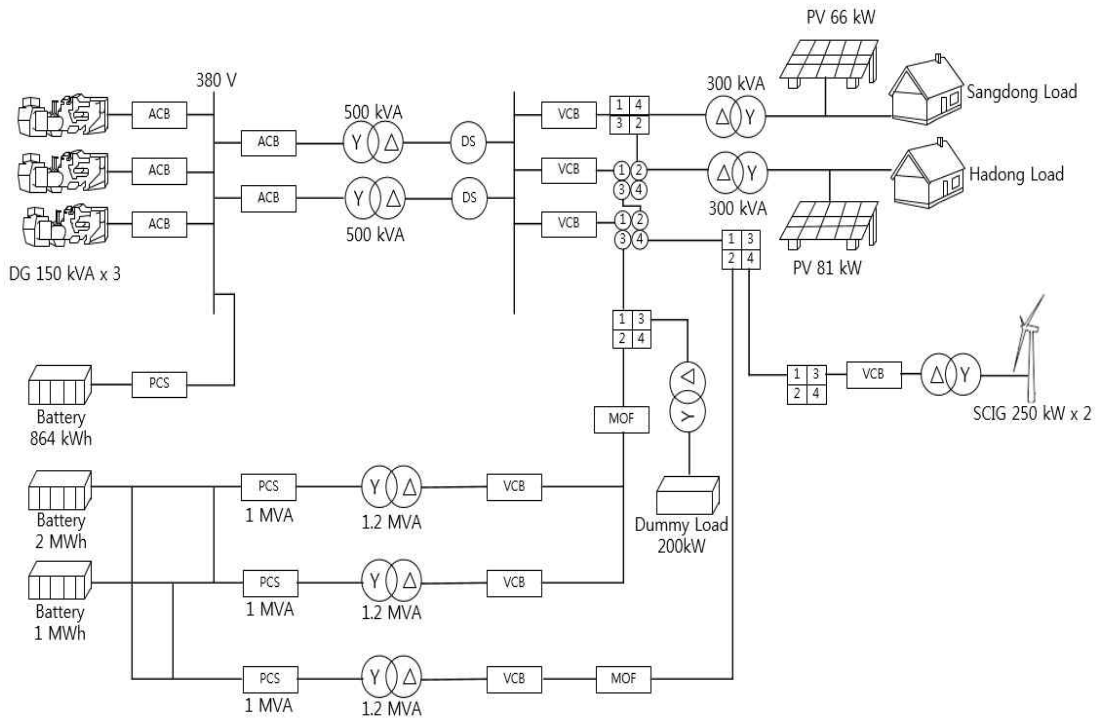 PV 66 kW
380 V
300 kVA
Sangdong Load
500 kVA
ACB
VCB
1 4
3 2
Δ Y
ACB
Y Δ
DS
ACB
VCB
1 2
3 4
Δ Y
Hadong Load
ACB
Y Δ
DS
300 kVA
ACB
VCB
1 2
3 4
500 kVA
1 3
2 4
DG 150 kVA x 3
PV 81 kW
1 3
2 4
PCS
Δ
Y
1 3
2 4
VCB
Δ Y
Battery
864 kWh
MOF
SCIG 250 kW x 2
PCS
Y Δ
VCB
Battery
2 MWh
1 MVA
1.2 MVA
Dummy Load
200kW
PCS
Y Δ
VCB
Battery
1 MWh
1 MVA
1.2 MVA
PCS
Y Δ
VCB
MOF
1 MVA
1.2 MVA